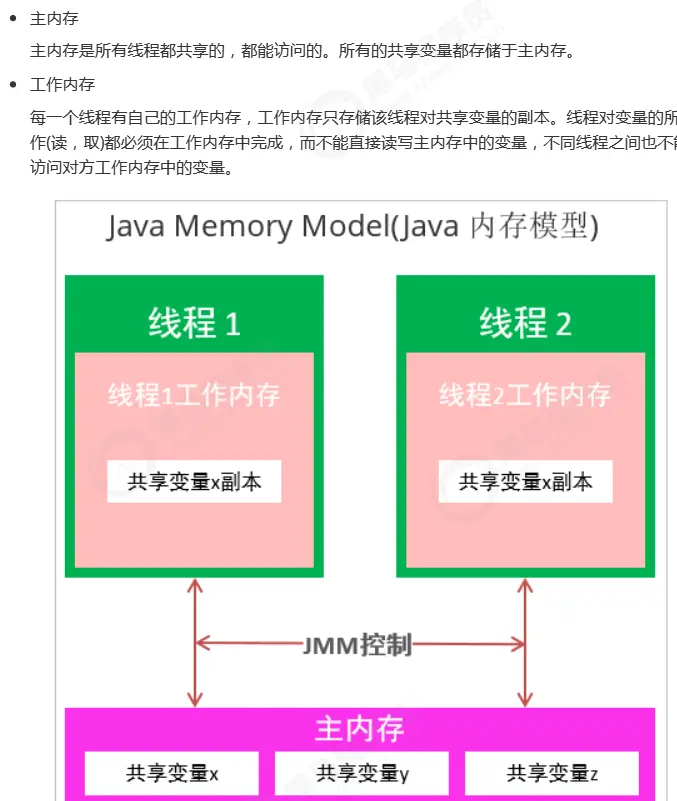 主内存
主内存是所有线程都共享的，都能访问的。所有的共享变量都存储于主内存。
工作内存
每一个线程有自己的工作内存，工作内存只存储该线程对共享变量的副本。线程对变量的所
作(读，取)都必须在工作内存中完成，而不能直接读写主内存中的变量，不同线程之间也不能
访问对方工作内存中的变量。
Java Memory Model(Java 内存模型)
线程 1
线程 2
线程1工作内存
线程2工作内存
共享变量x副本
共享变量x副本
JMM控制
主内存
共享变量x
共享变量y
共享变量z